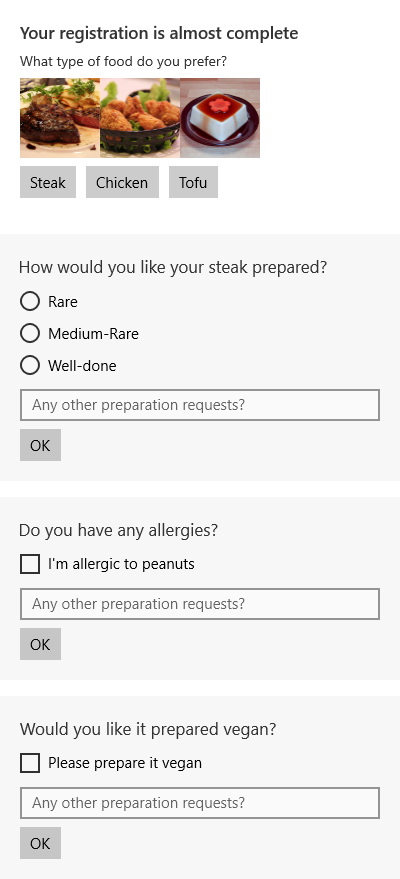 Your registration is almost complete
What type of food do you prefer?
Steak Chicken Tofu
How would you like your steak prepared?
Rare
Medium-Rare
Well-done
Any other preparation requests?
OK
Do you have any allergies?
I'm allergic to peanuts
Any other preparation requests?
OK
Would you like it prepared vegan?
Please prepare it vegan
Any other preparation requests?
OK